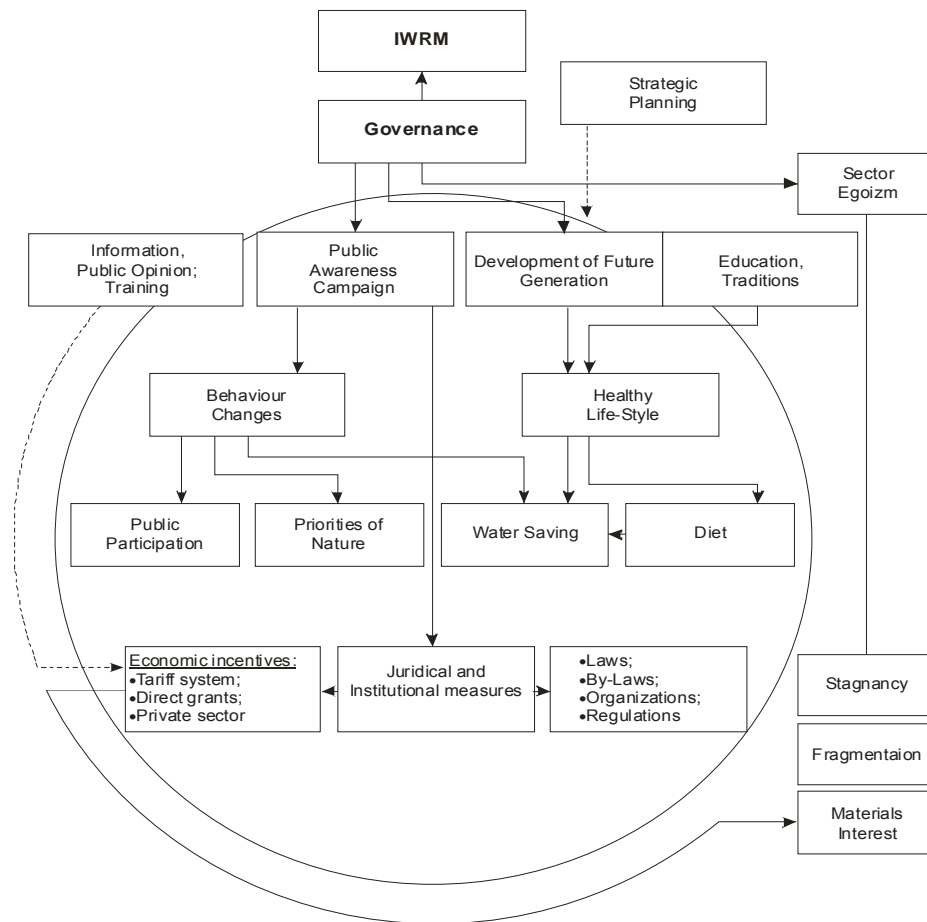 IWRM
Strategic
Planning
Governance
Sector
Egoizm
Information,
Public Opinion;
Training
Public
Awareness
Campaign
Development of Future
Generation
Education,
Traditions
Behaviour
Changes
Healthy
Life-Style
Public
Participation
Priorities of
Nature
Water Saving
Diet
Economic incentives:
•Tariff system;
•Direct grants;
•Private sector
Juridical and
Institutional measures
•Laws;
•By-Laws;
•Organizations;
•Regulations
Stagnancy
Fragmentaion
Materials
Interest